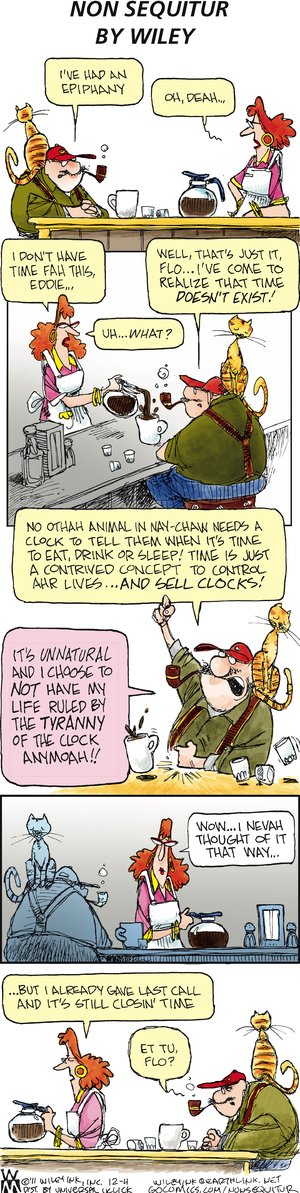 NON SEQUITUR
BY WILEY
I'VE HAD AN
EPIPHANY
OH, DEAH...
I DON'T HAVE
TIME FAH THIS,
EDDIE...
WELL, THAT'S JUST IT,
FLO...I'VE COME TO
REALIZE THAT TIME
DOESN'T EXIST!
UH...WHAT?
NO OTHAH ANIMAL IN NAY-CHAW NEEDS A
CLOCK TO TELL THEM WHEN IT'S TIME
TO EAT, DRINK OR SLEEP! TIME IS JUST
A CONTRIVED CONCEPT TO CONTROL
AHR LIVES...AND SELL CLOCKS!
IT'S UNNATURAL
AND I CHOOSE TO
NOT HAVE MY
LIFE RULED BY
THE TYRANNY
OF THE CLOCK
ANYMOAH!!
WOW...I NEVAH
THOUGHT OF IT
THAT WAY...
...BUT I ALREADY GAVE LAST CALL
AND IT'S STILL CLOSIN' TIME
ET TU,
FLO?
©'11 WILEY INK, INC. 12-4
DIST. BY UNIVERSAL UCLICK
WILEYINK@EARTHLINK.NET
GOCOMICS.COM/NONSEQUITUR